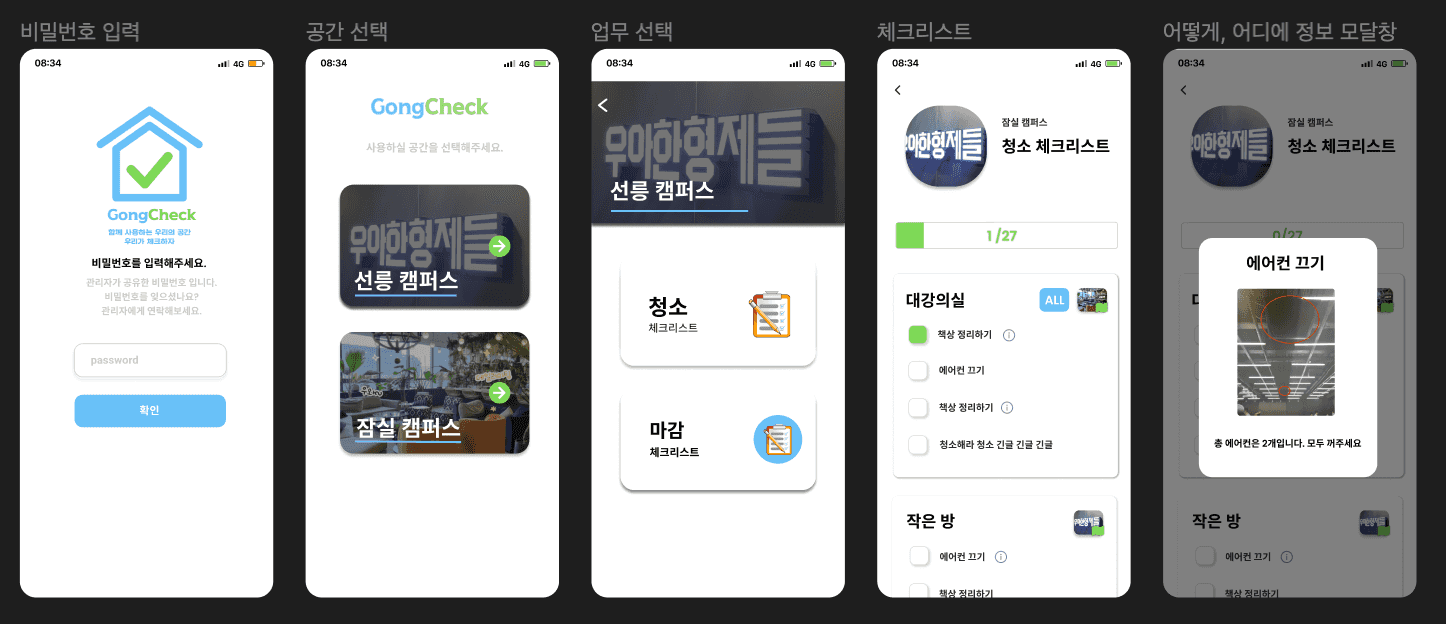 비밀번호 입력
08:34
4G
GongCheck
함께 사용하는 우리의 공간
우리가 체크하자
비밀번호를 입력해주세요.
관리자가 공유한 비밀번호 입니다.
비밀번호를 잊으셨나요?
관리자에게 연락해보세요.
password
확인
공간 선택
08:34
4G
GongCheck
사용하실 공간을 선택해주세요.
우아한형제들
선릉 캠퍼스
잠실 캠퍼스
업무 선택
08:34
4G
우아한형제들
선릉 캠퍼스
청소
체크리스트
마감
체크리스트
체크리스트
08:34
4G
우아한형제들
잠실 캠퍼스
청소 체크리스트
1 /27
대강의실
ALL
책상 정리하기
에어컨 끄기
책상 정리하기
청소해라 청소 긴글 긴글 긴글
작은 방
우아한형제들
에어컨 끄기
책상 정리하기
어떻게, 어디에 정보 모달창
08:34
4G
우아한형제들
잠실 캠퍼스
청소 체크리스트
0/27
에어컨 끄기
총 에어컨은 2개입니다. 모두 꺼주세요
작은 방
에어컨 끄기
책상 정리하기